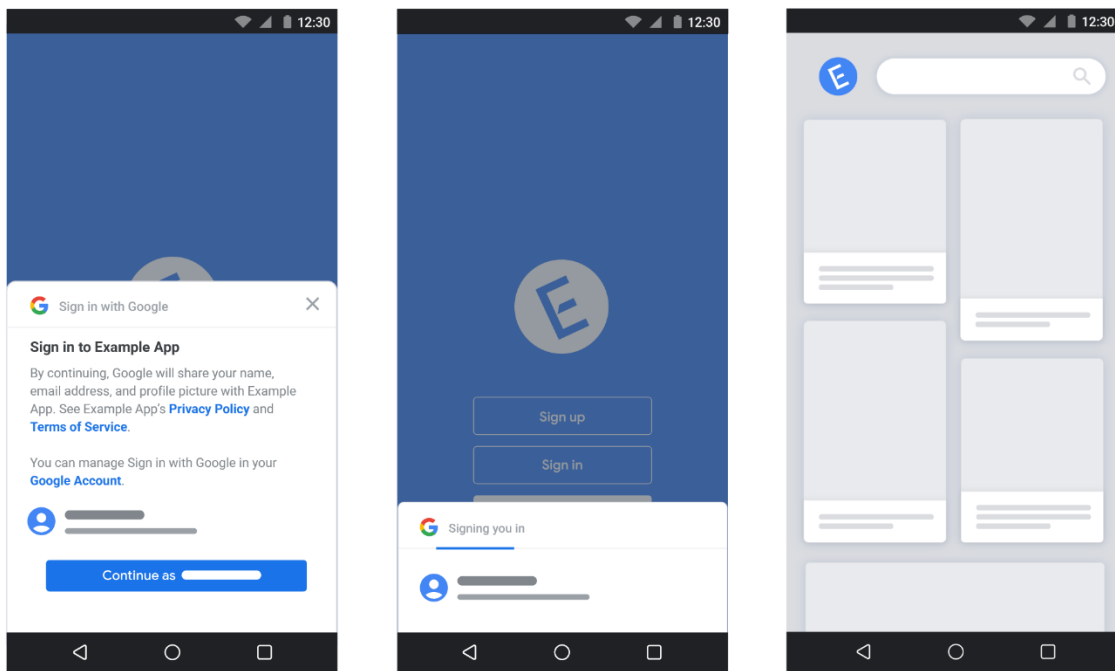 12:30
Sign in with Google
Sign in to Example App
By continuing, Google will share your name,
email address, and profile picture with Example
App. See Example App's Privacy Policy and
Terms of Service.
You can manage Sign in with Google in your
Google Account.
Continue as
12:30
E
Sign up
Sign in
Signing you in
12:30
E